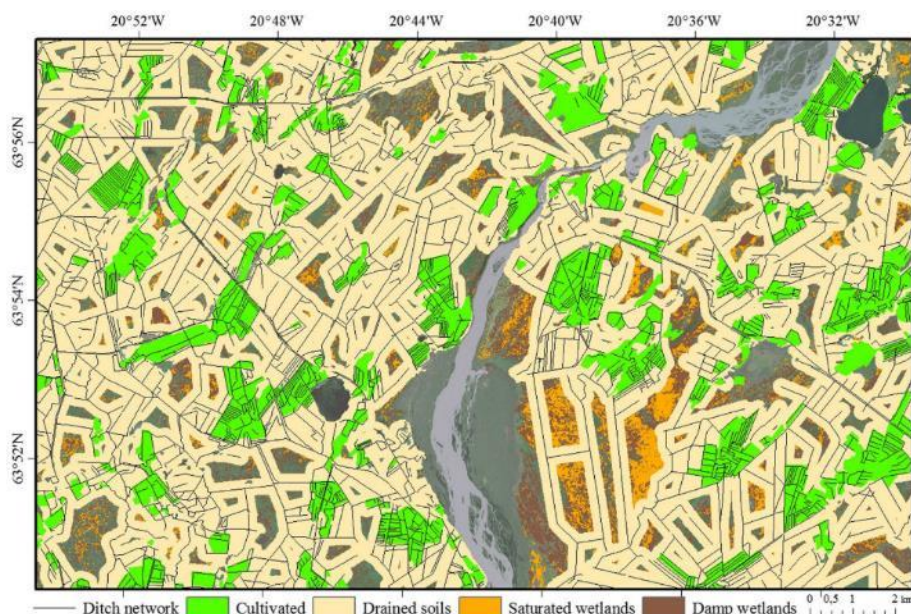 20°52'W 20°48'W 20°44'W 20°40'W 20°36'W 20°32'W
63°56'N
63°54'N
63°52'N
Ditch network Cultivated Drained soils Saturated wetlands Damp wetlands 0 0,5 1 2 km